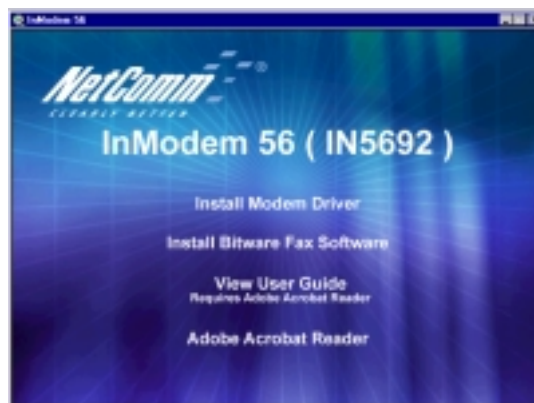 InModem 56
NetComm®
CLEARLY BETTER
InModem 56 ( IN5692 )
Install Modem Driver
Install Bitware Fax Software
View User Guide
Requires Adobe Acrobat Reader
Adobe Acrobat Reader